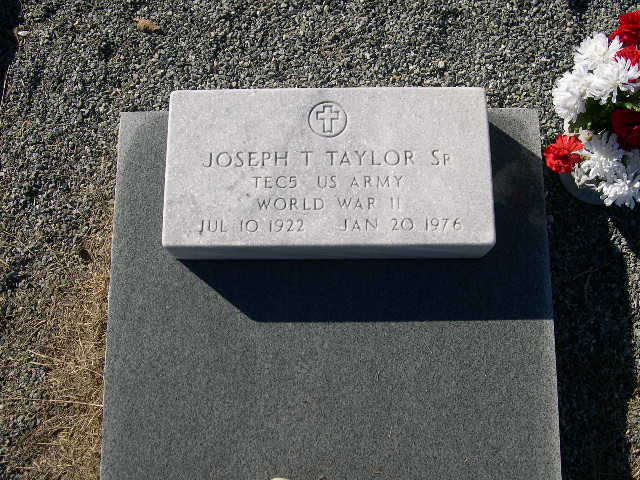 JOSEPH T TAYLOR SR
TEC5 US ARMY
WORLD WAR II
JUL 10 1922 JAN 20 1976